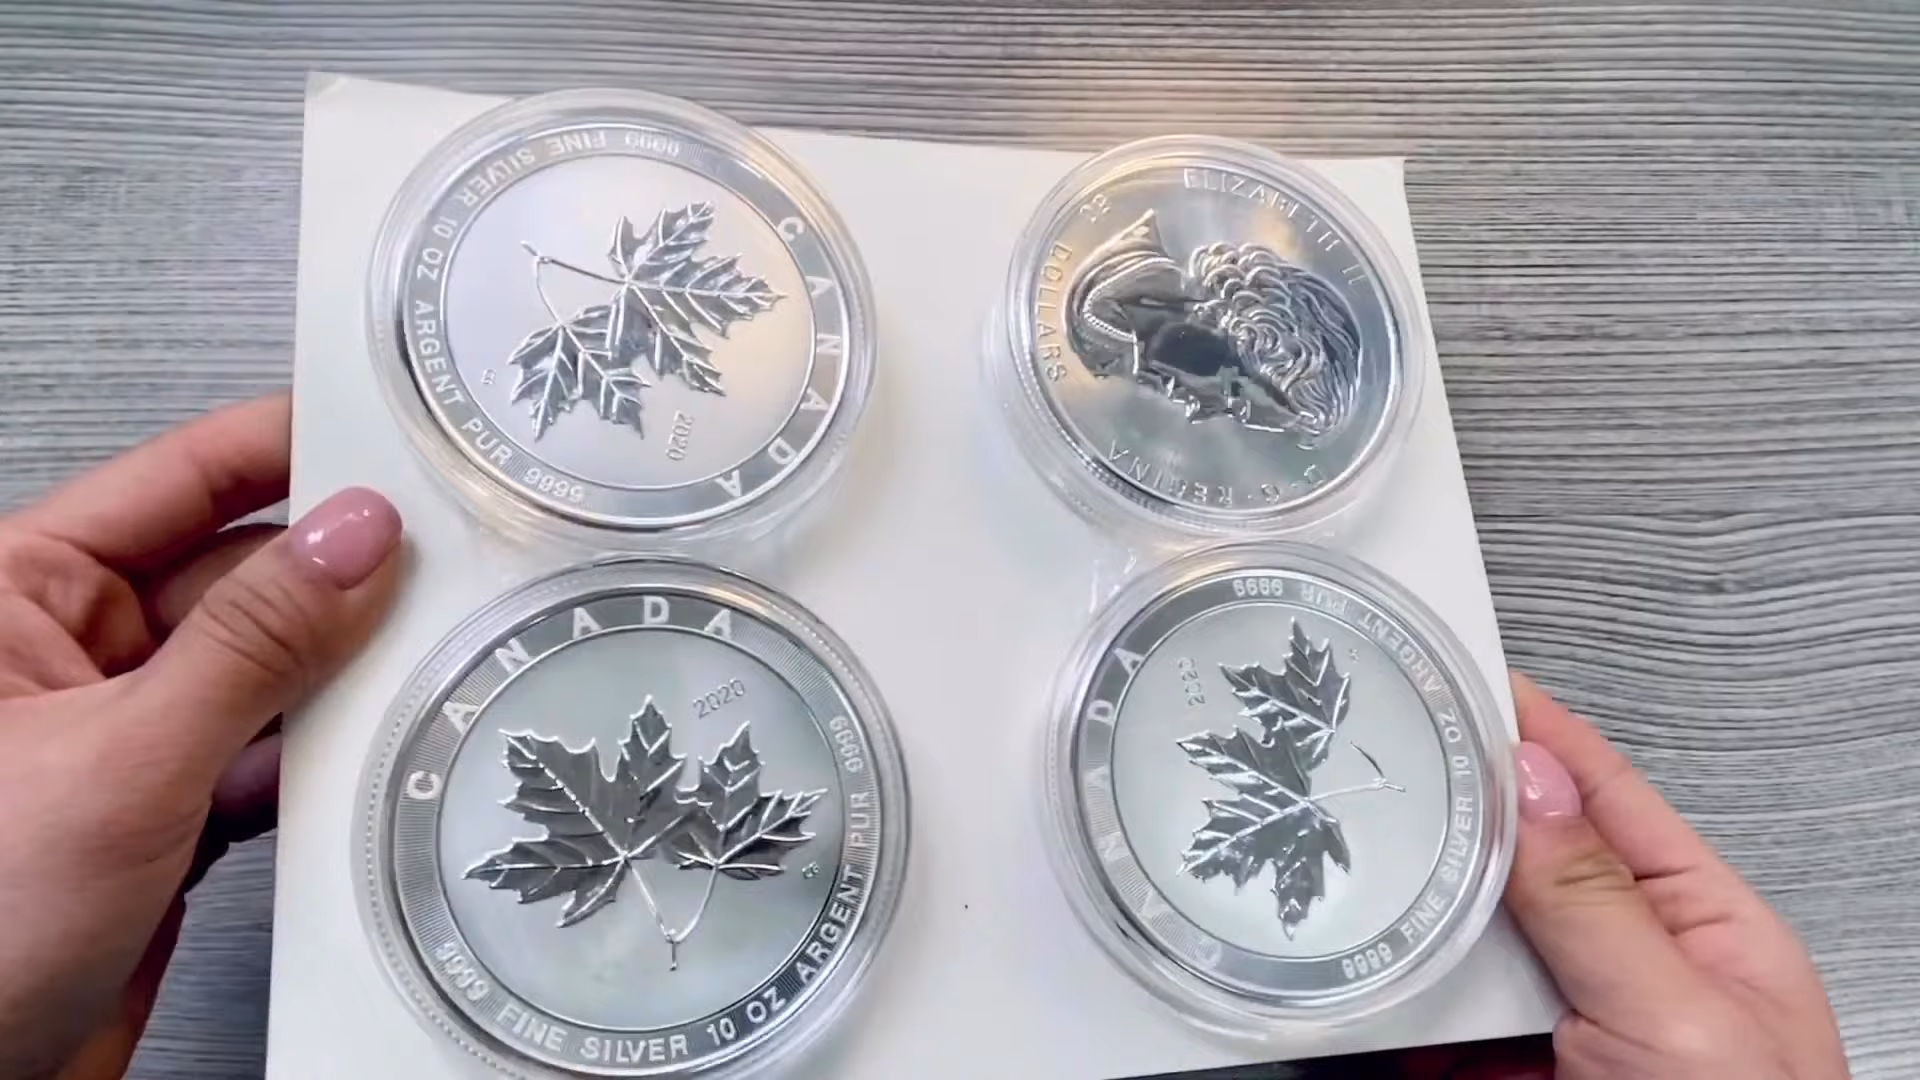 CANADA
2020
9999 FINE SILVER 10 OZ ARGENT PUR 9999
ELIZABETH II
D·G·REGINA
DOLLARS
CANADA
2020
9999 FINE SILVER 10 OZ ARGENT PUR 9999
CANADA
2020
9999 FINE SILVER 10 OZ ARGENT PUR 9999